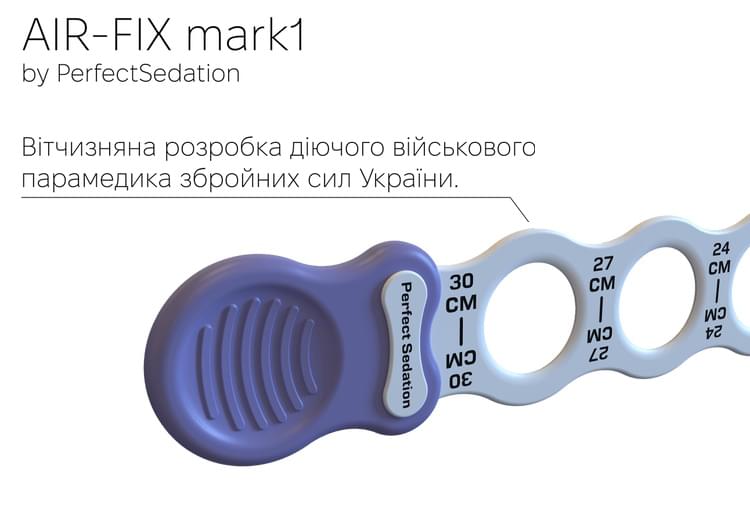 AIR-FIX mark1
by PerfectSedation
Вітчизняна розробка діючого військового
парамедика збройних сил України.
Perfect Sedation
30
CM
CM
30
27
CM
CM
27
24
CM
CM
24